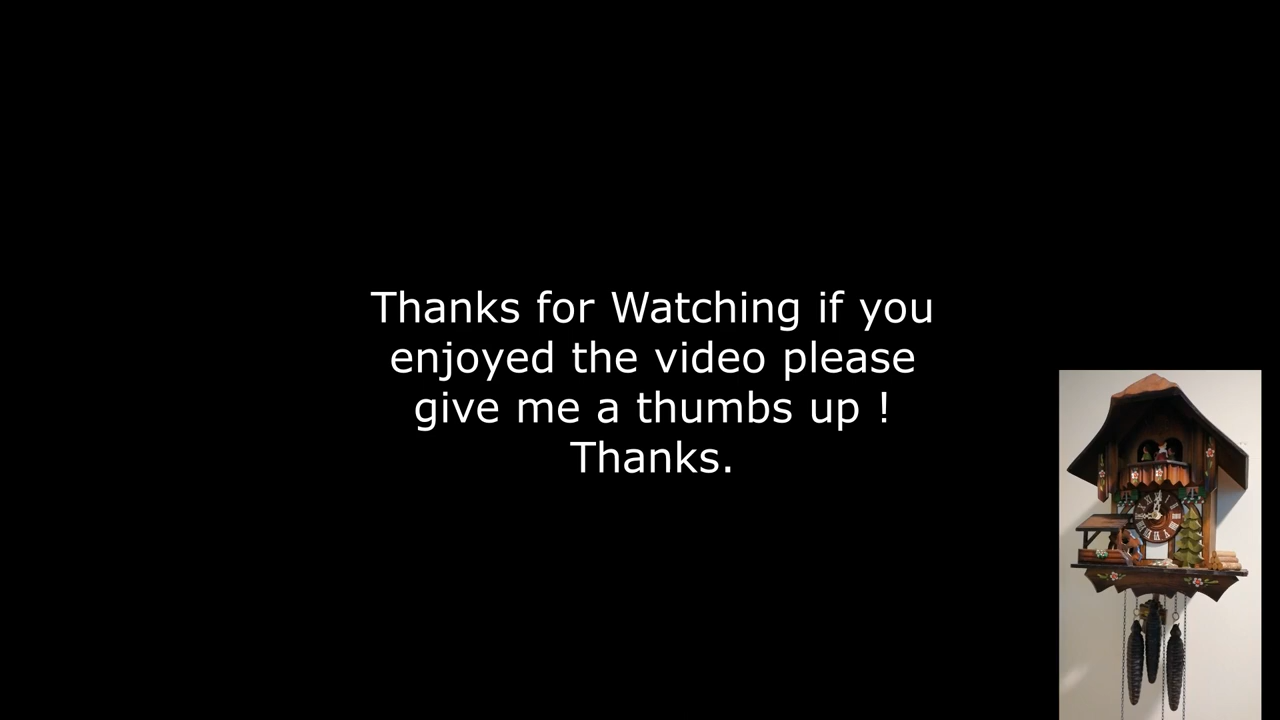 Thanks for Watching if you
enjoyed the video please
give me a thumbs up !
Thanks.